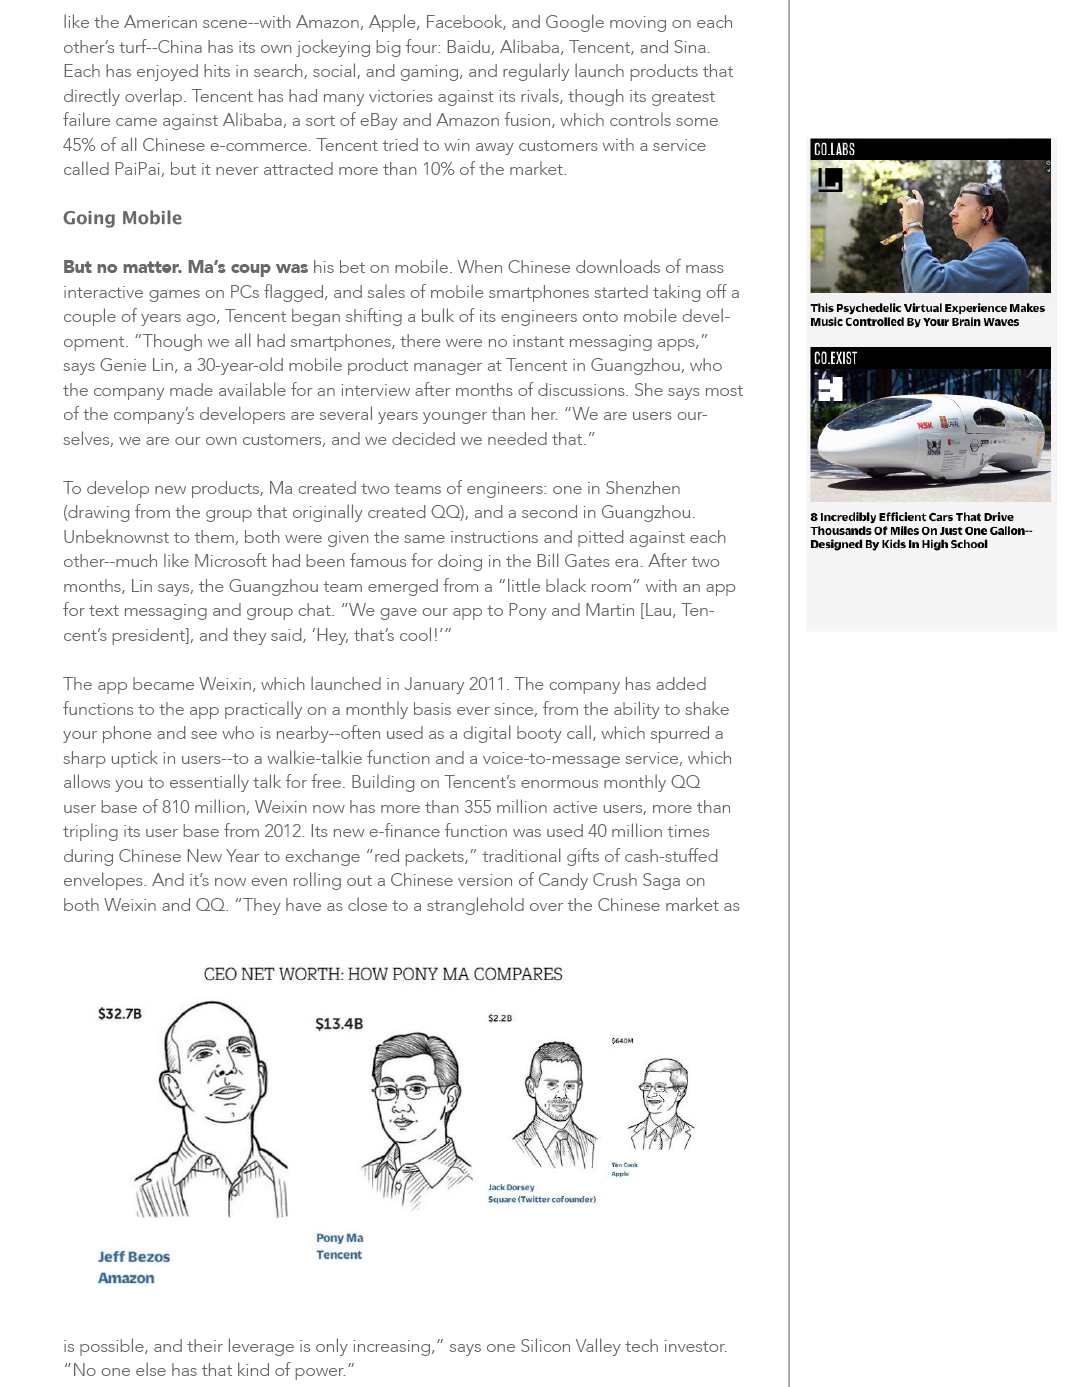 like the American scene--with Amazon, Apple, Facebook, and Google moving on each
other’s turf--China has its own jockeying big four: Baidu, Alibaba, Tencent, and Sina.
Each has enjoyed hits in search, social, and gaming, and regularly launch products that
directly overlap. Tencent has had many victories against its rivals, though its greatest
failure came against Alibaba, a sort of eBay and Amazon fusion, which controls some
45% of all Chinese e-commerce. Tencent tried to win away customers with a service
called PaiPai, but it never attracted more than 10% of the market.
Going Mobile
But no matter. Ma’s coup was his bet on mobile. When Chinese downloads of mass
interactive games on PCs flagged, and sales of mobile smartphones started taking off a
couple of years ago, Tencent began shifting a bulk of its engineers onto mobile devel-
opment. “Though we all had smartphones, there were no instant messaging apps,”
says Genie Lin, a 30-year-old mobile product manager at Tencent in Guangzhou, who
the company made available for an interview after months of discussions. She says most
of the company’s developers are several years younger than her. “We are users our-
selves, we are our own customers, and we decided we needed that.”
To develop new products, Ma created two teams of engineers: one in Shenzhen
(drawing from the group that originally created QQ), and a second in Guangzhou.
Unbeknownst to them, both were given the same instructions and pitted against each
other--much like Microsoft had been famous for doing in the Bill Gates era. After two
months, Lin says, the Guangzhou team emerged from a “little black room” with an app
for text messaging and group chat. “We gave our app to Pony and Martin [Lau, Ten-
cent’s president], and they said, ‘Hey, that’s cool!’”
The app became Weixin, which launched in January 2011. The company has added
functions to the app practically on a monthly basis ever since, from the ability to shake
your phone and see who is nearby--often used as a digital booty call, which spurred a
sharp uptick in users--to a walkie-talkie function and a voice-to-message service, which
allows you to essentially talk for free. Building on Tencent’s enormous monthly QQ
user base of 810 million, Weixin now has more than 355 million active users, more than
tripling its user base from 2012. Its new e-finance function was used 40 million times
during Chinese New Year to exchange “red packets,” traditional gifts of cash-stuffed
envelopes. And it’s now even rolling out a Chinese version of Candy Crush Saga on
both Weixin and QQ. “They have as close to a stranglehold over the Chinese market as
CEO NET WORTH: HOW PONY MA COMPARES
$32.7B
Jeff Bezos
Amazon
$13.4B
Pony Ma
Tencent
$2.2B
Jack Dorsey
Square (Twitter cofounder)
$640M
Tim Cook
Apple
is possible, and their leverage is only increasing,” says one Silicon Valley tech investor.
“No one else has that kind of power.”
CO.LABS
This Psychedelic Virtual Experience Makes
Music Controlled By Your Brain Waves
CO.EXIST
NSK
8 Incredibly Efficient Cars That Drive
Thousands Of Miles On Just One Gallon--
Designed By Kids In High School